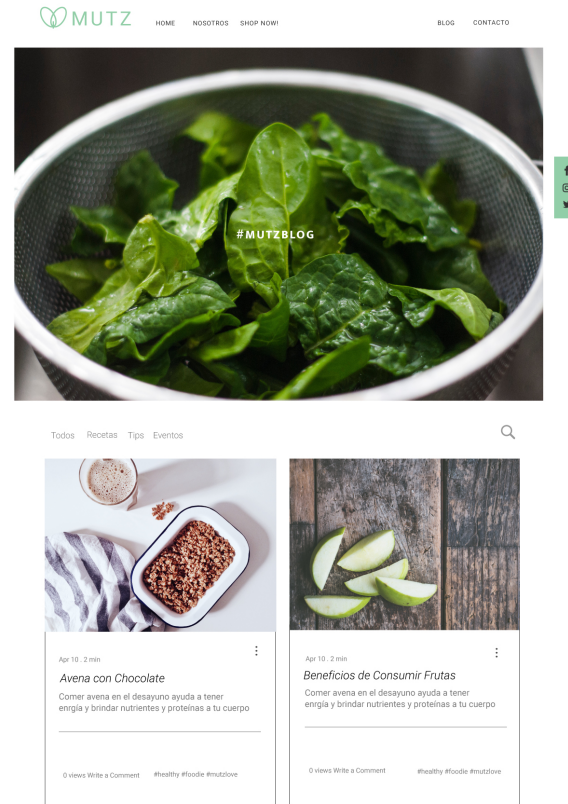 MUTZ
HOME NOSOTROS SHOP NOW! BLOG CONTACTO
#MUTZBLOG
Todos Recetas Tips Eventos
Apr 10 . 2 min
Avena con Chocolate
Comer avena en el desayuno ayuda a tener
enrgía y brindar nutrientes y proteínas a tu cuerpo
0 views Write a Comment #healthy #foodie #mutzlove
Apr 10 . 2 min
Beneficios de Consumir Frutas
Comer avena en el desayuno ayuda a tener
enrgía y brindar nutrientes y proteínas a tu cuerpo
0 views Write a Comment #healthy #foodie #mutzlove